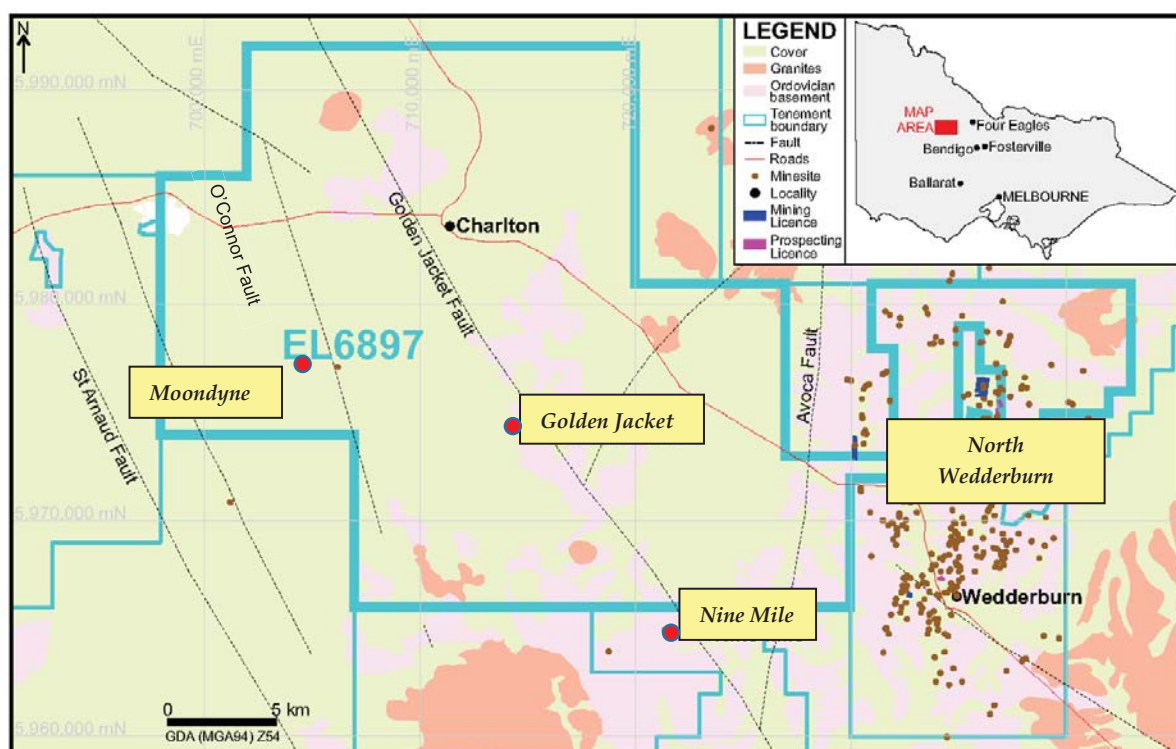 N
5,990,000 mN
700,000 mE
710,000 mE
720,000 mE
LEGEND
Cover
Granites
Ordovician
basement
Tenement
boundary
Fault
Roads
Minesite
Locality
Mining
Licence
Prospecting
Licence
MAP
AREA
Four Eagles
Bendigo
Fosterville
Ballarat
MELBOURNE
O'Connor Fault
Golden Jacket Fault
Charlton
5,980,000 mN
EL6897
Moondyne
St Arnaud Fault
Avoca Fault
Golden Jacket
North
Wedderburn
5,970,000 mN
Wedderburn
Nine Mile
0 5 km
GDA (MGA94) Z54
5,960,000 mN